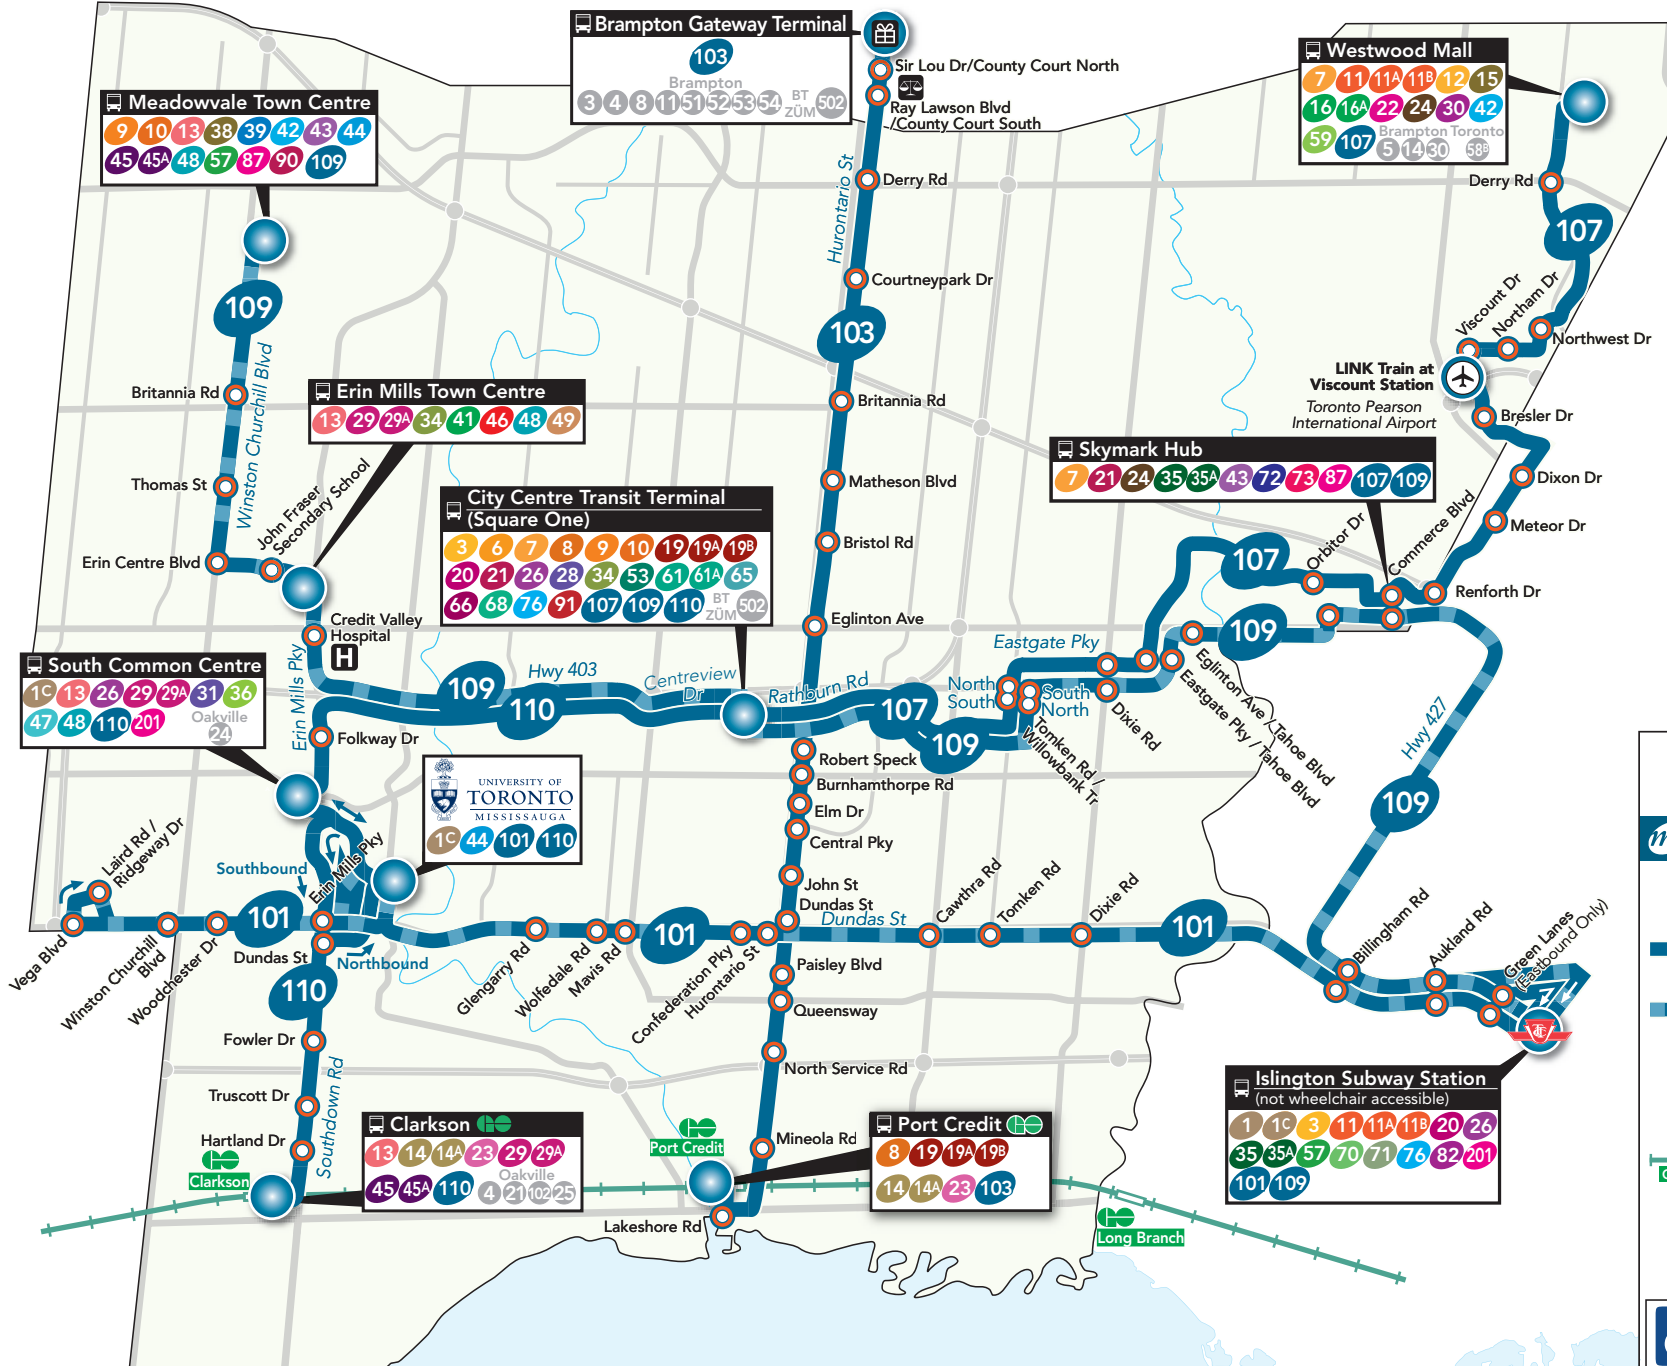 Brampton Gateway Terminal
103
Brampton
3 4 8 11 51 52 53 54 BT ZÜM 502
Sir Lou Dr/County Court North
Ray Lawson Blvd
/County Court South
Westwood Mall
7 11 11A 11B 12 15
16 16A 22 24 30 42
59 107 Brampton 5 14 30 Toronto 58B
Meadowvale Town Centre
9 10 13 38 39 42 43 44
45 45A 48 57 87 90 109
Hurontario St
Derry Rd
Derry Rd
107
Courtneypark Dr
109
103
Viscount Dr
Northam Dr
Northwest Dr
LINK Train at
Viscount Station
Toronto Pearson
International Airport
Britannia Rd
Winston Churchill Blvd
Erin Mills Town Centre
13 29 29A 34 41 46 48 49
Britannia Rd
Bresler Dr
Skymark Hub
7 21 24 35 35A 43 72 73 87 107 109
Dixon Dr
Meteor Dr
Thomas St
John Fraser
Secondary School
City Centre Transit Terminal
(Square One)
3 6 7 8 9 10 19 19A 19B
20 21 26 28 34 53 61 61A 65
66 68 76 91 107 109 110 BT ZÜM 502
Matheson Blvd
Bristol Rd
Orbitor Dr
Commerce Blvd
107
Erin Centre Blvd
Renforth Dr
Credit Valley
Hospital
H
Eglinton Ave
109
Eastgate Pky
South Common Centre
1C 13 26 29 29A 31 36
47 48 110 201 Oakville 24
Erin Mills Pky
109
110
Hwy 403
Centreview
Dr
Rathburn Rd
107
109
North
South
South
North
Tomken Rd /
Willowbank Tr
Dixie Rd
Eglinton Ave / Tahoe Blvd
Eastgate Pky / Tahoe Blvd
Hwy 427
109
Folkway Dr
UNIVERSITY OF
TORONTO
MISSISSAUGA
1C 44 101 110
Robert Speck
Burnhamthorpe Rd
Elm Dr
Central Pky
John St
Dundas St
Laird Rd /
Ridgeway Dr
Southbound
Erin Mills Pky
101
Dundas St
Northbound
Vega Blvd
Winston Churchill
Blvd
Woodchester Dr
110
Glengarry Rd
Wolfedale Rd
Mavis Rd
101
Confederation Pky
Hurontario St
Dundas St
Cawthra Rd
Tomken Rd
Dixie Rd
101
Billingham Rd
Aukland Rd
Green Lanes
(Eastbound Only)
Paisley Blvd
Queensway
North Service Rd
Fowler Dr
Truscott Dr
Hartland Dr
Southdown Rd
Clarkson
Clarkson
13 14 14A 23 29 29A
45 45A 110 Oakville 4 21 102 25
Port Credit
Mineola Rd
Port Credit
8 19 19A 19B
14 14A 23 103
Lakeshore Rd
Long Branch
TTC
Islington Subway Station
(not wheelchair accessible)
1 1C 3 11 11A 11B 20 26
35 35A 57 70 71 76 82 201
101 109